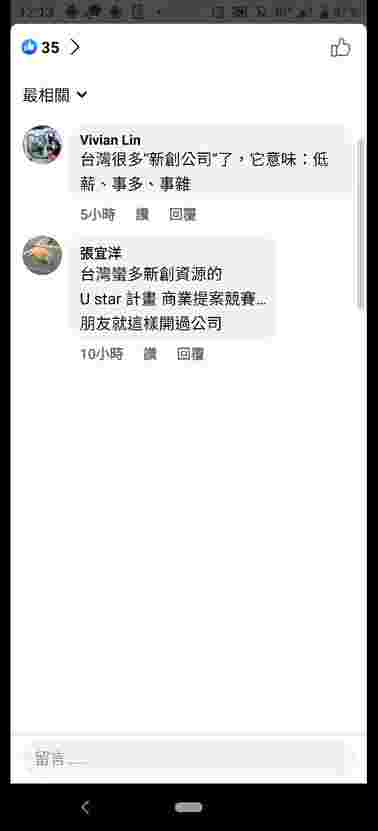 12:13
35
最相關
Vivian Lin
台灣很多"新創公司"了，它意味：低
薪、事多、事雜
5小時 讚 回覆
張宜洋
台灣蠻多新創資源的
U star 計畫 商業提案競賽...
朋友就這樣開過公司
10小時 讚 回覆
留言......